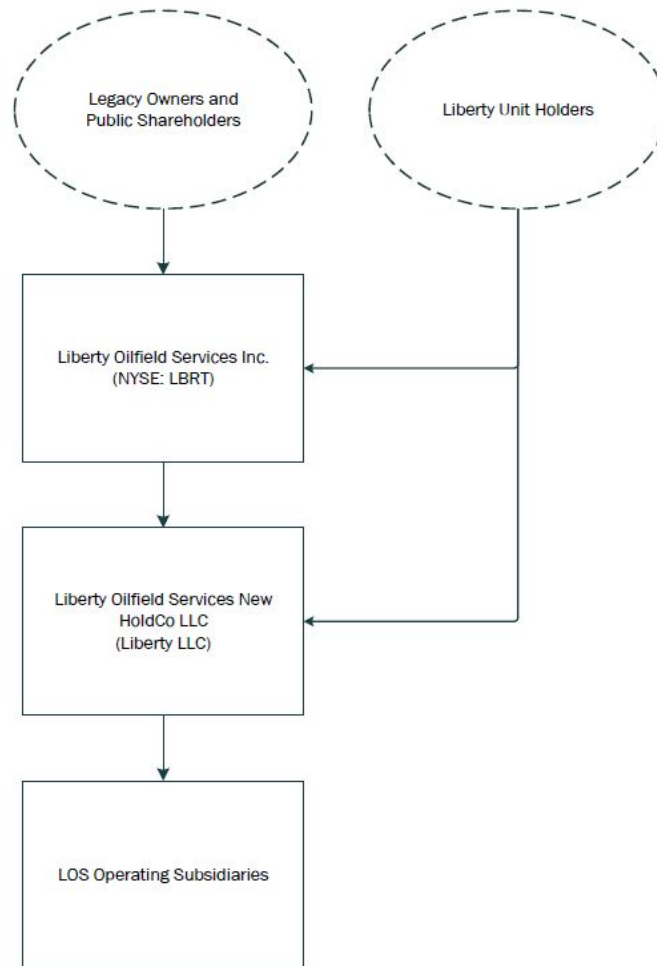 Legacy Owners and
Public Shareholders
Liberty Unit Holders
Liberty Oilfield Services Inc.
(NYSE: LBRT)
Liberty Oilfield Services New
HoldCo LLC
(Liberty LLC)
LOS Operating Subsidiaries